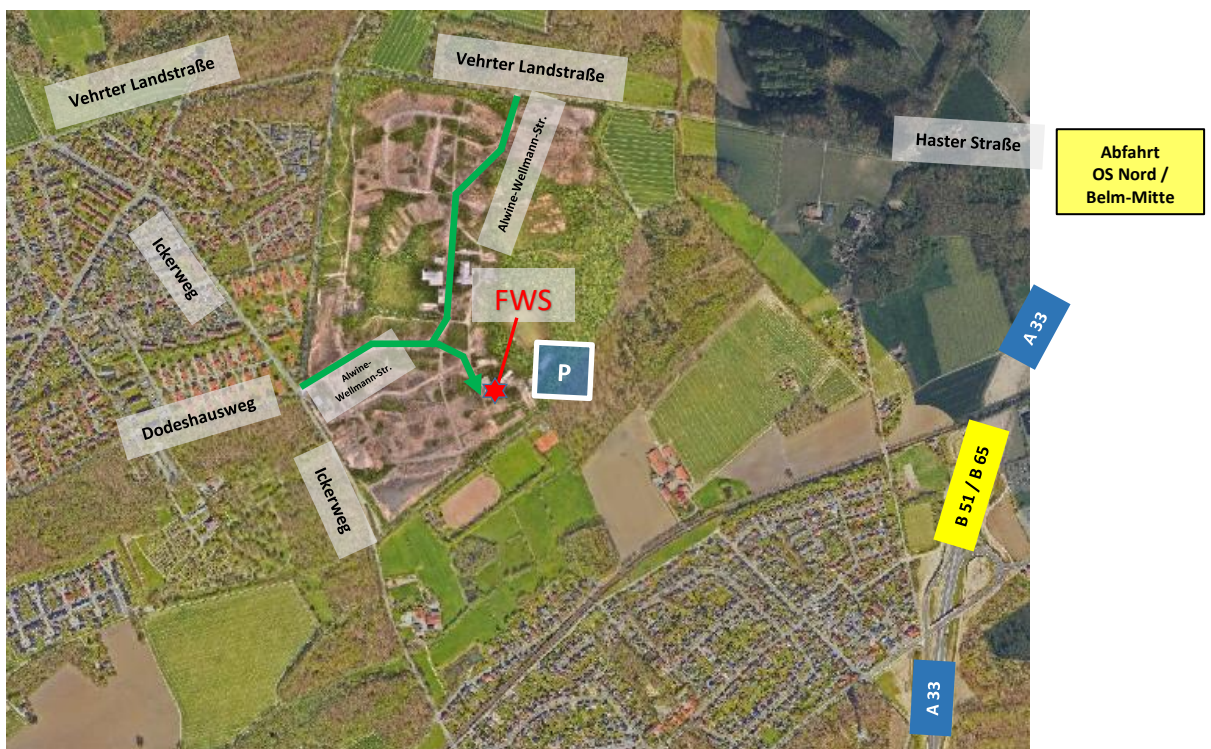 Vehrter Landstraße
Vehrter Landstraße
Haster Straße
Abfahrt
OS Nord /
Belm-Mitte
Alwine-Wellmann-Str.
Ickerweg
FWS
A 33
P
Alwine-
Wellmann-Str.
Dodeshausweg
Ickerweg
B 51 / B 65
A 33